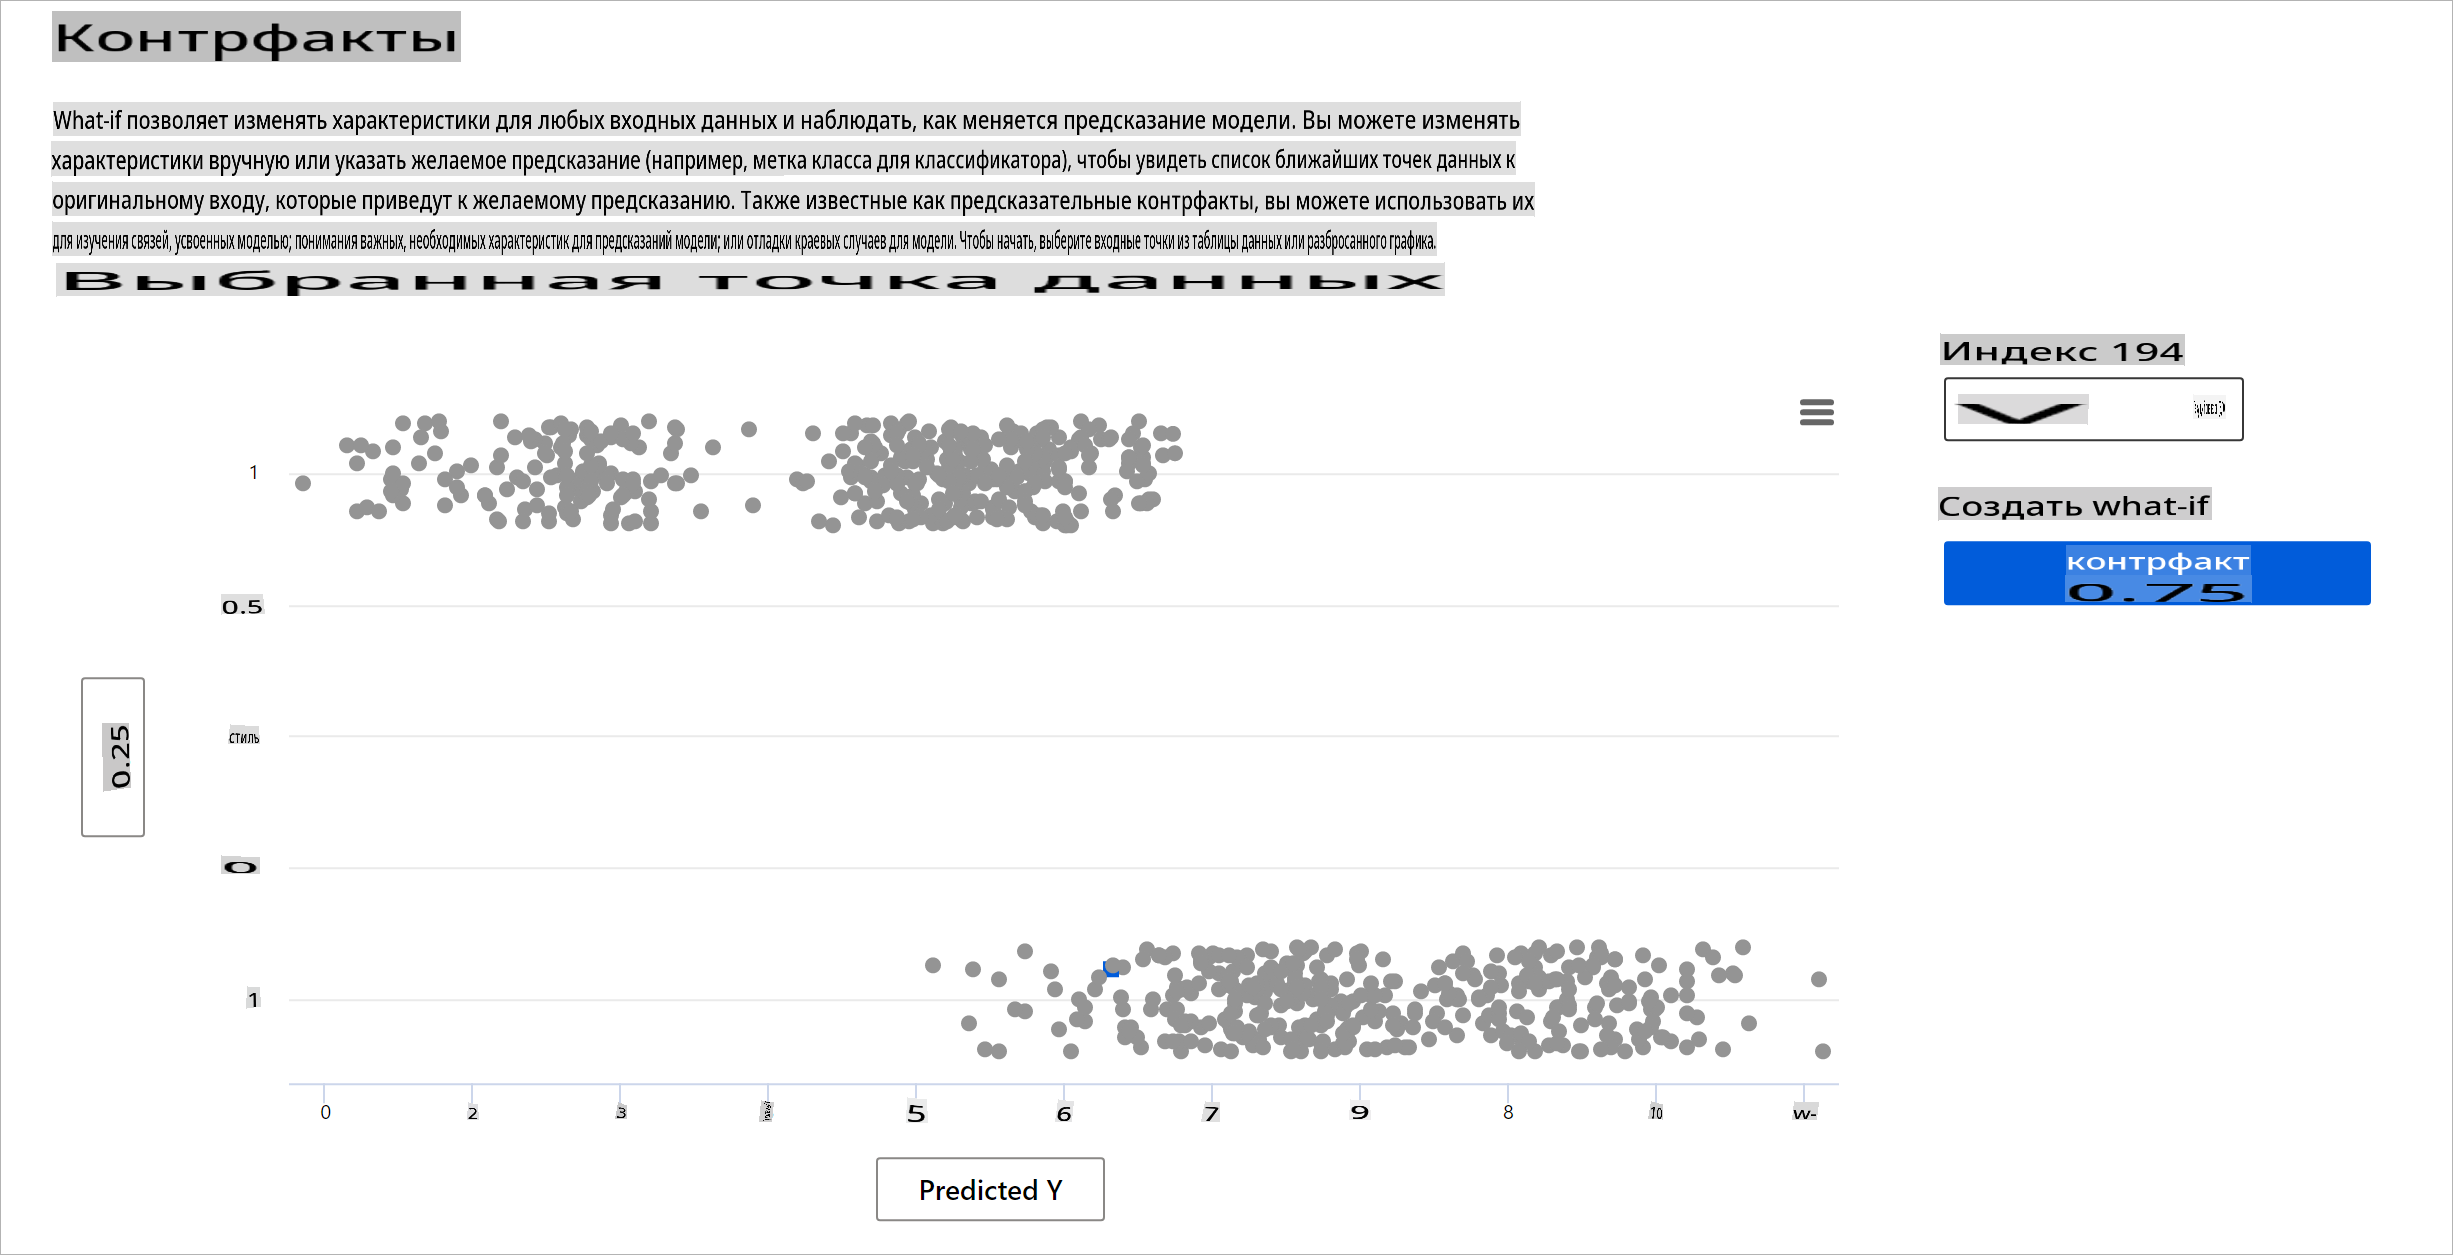 Контрфакты
What-if позволяет изменять характеристики для любых входных данных и наблюдать, как меняется предсказание модели. Вы можете изменять
характеристики вручную или указать желаемое предсказание (например, метка класса для классификатора), чтобы увидеть список ближайших точек данных к
оригинальному входу, которые приведут к желаемому предсказанию. Также известные как предсказательные контрфакты, вы можете использовать их
для изучения связей, усвоенных моделью; понимания важных, необходимых характеристик для предсказаний модели; или отладки краевых случаев для модели. Чтобы начать, выберите входные точки из таблицы данных или разбросанного графика.
Выбранная точка данных
Индекс 194
Создать what-if
контрфакт
0.75
1
0.5
стиль
0.25
0
1
0 2 3 5 6 7 9 8 10 w-
Predicted Y